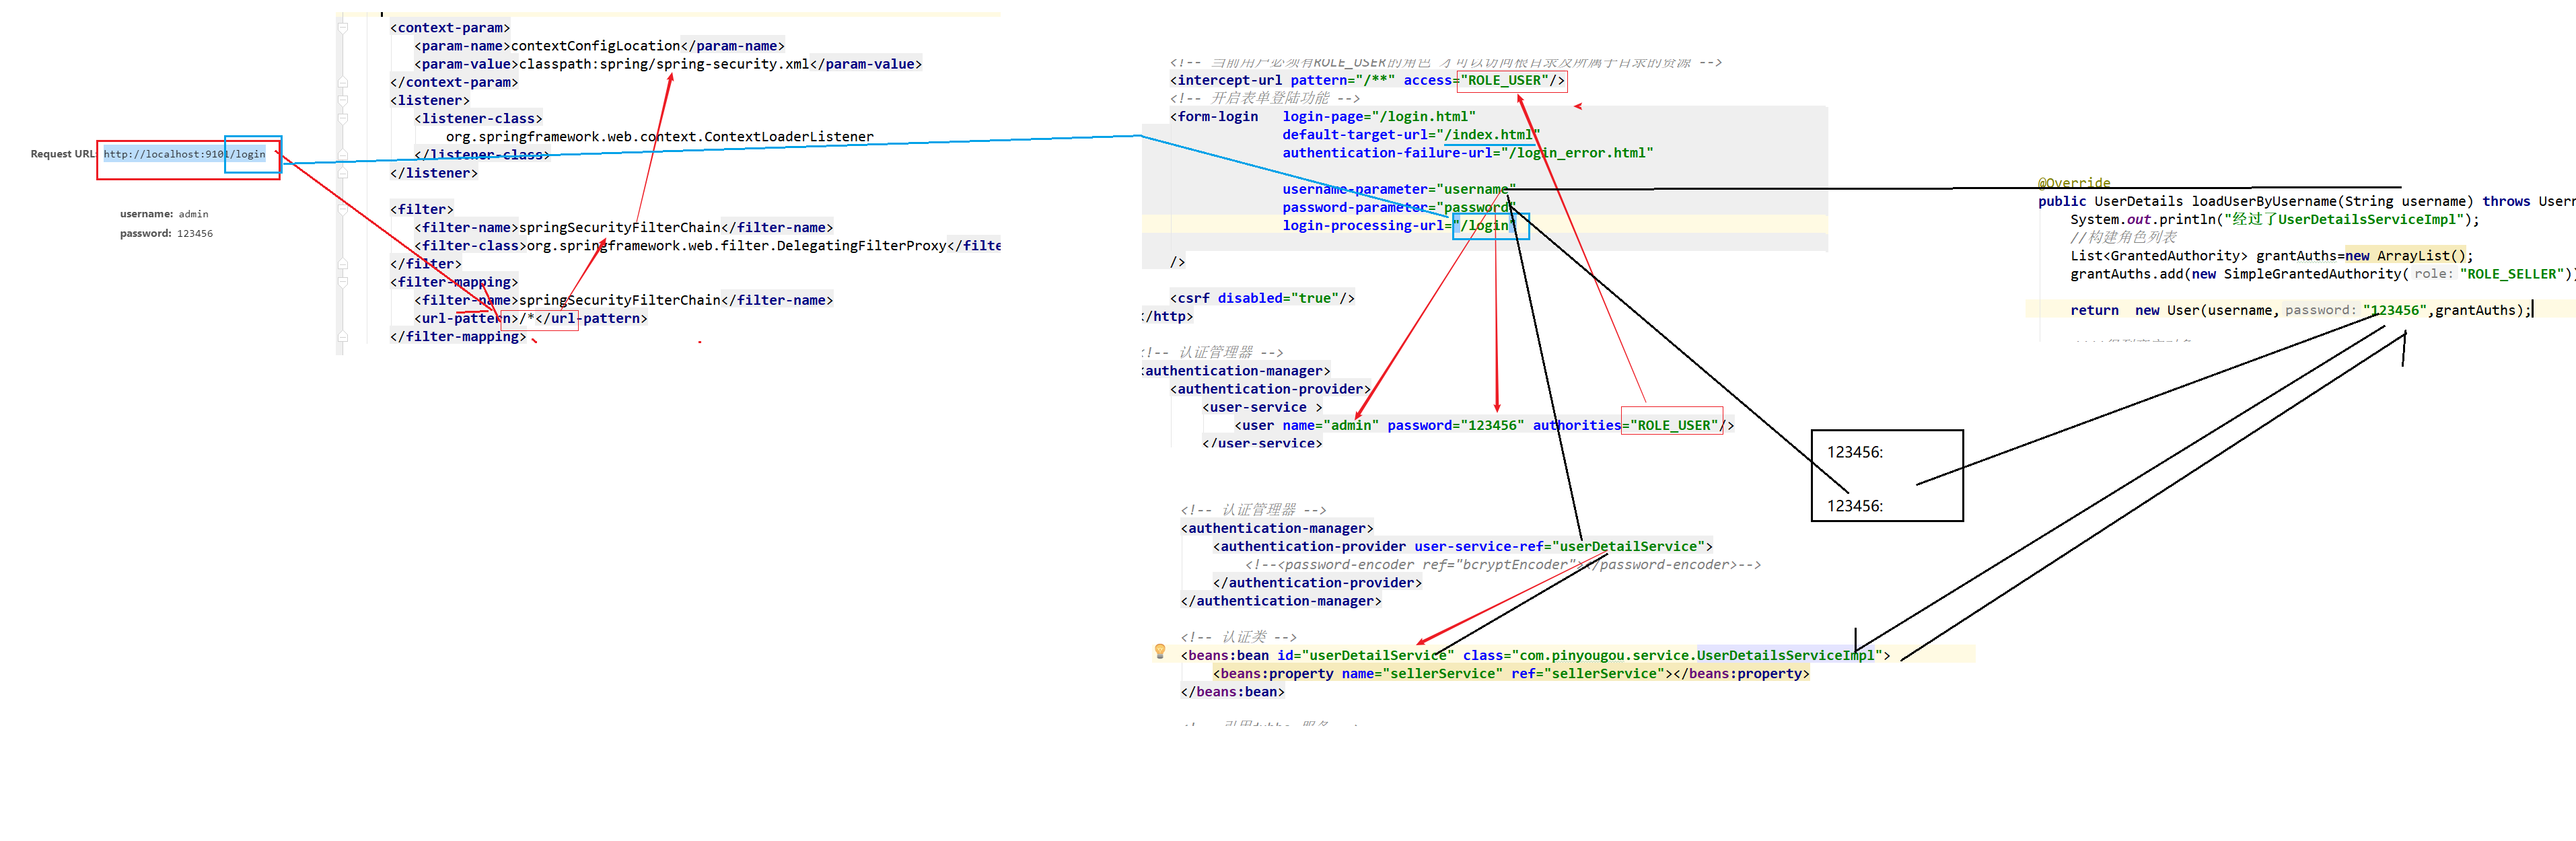 Request URL: http://localhost:9101/login
username: admin
password: 123456
<context-param>
<param-name>contextConfigLocation</param-name>
<param-value>classpath:spring/spring-security.xml</param-value>
</context-param>
<listener>
<listener-class>
org.springframework.web.context.ContextLoaderListener
</listener-class>
</listener>
<filter>
<filter-name>springSecurityFilterChain</filter-name>
<filter-class>org.springframework.web.filter.DelegatingFilterProxy</filte
</filter>
<filter-mapping>
<filter-name>springSecurityFilterChain</filter-name>
<url-pattern>/*</url-pattern>
</filter-mapping>
<!-- 当前用户必须有ROLE_USER的角色 才可以访问根目录及所属子目录的资源 -->
<intercept-url pattern="/**" access="ROLE_USER"/>
<!-- 开启表单登陆功能 -->
<form-login login-page="/login.html"
default-target-url="/index.html"
authentication-failure-url="/login_error.html"
username-parameter="username"
password-parameter="password"
login-processing-url="/login"
/>
<csrf disabled="true"/>
</http>
<!-- 认证管理器 -->
<authentication-manager>
<authentication-provider>
<user-service >
<user name="admin" password="123456" authorities="ROLE_USER"/>
</user-service>
<!-- 认证管理器 -->
<authentication-manager>
<authentication-provider user-service-ref="userDetailService">
<!--<password-encoder ref="bcryptEncoder"></password-encoder>-->
</authentication-provider>
</authentication-manager>
<!-- 认证类 -->
<beans:bean id="userDetailService" class="com.pinyougou.service.UserDetailsServiceImpl">
<beans:property name="sellerService" ref="sellerService"></beans:property>
</beans:bean>
123456:
123456:
@Override
public UserDetails loadUserByUsername(String username) throws Usern
System.out.println("经过了UserDetailsServiceImpl");
//构建角色列表
List<GrantedAuthority> grantAuths=new ArrayList();
grantAuths.add(new SimpleGrantedAuthority( role: "ROLE_SELLER"))
return new User(username, password: "123456",grantAuths);